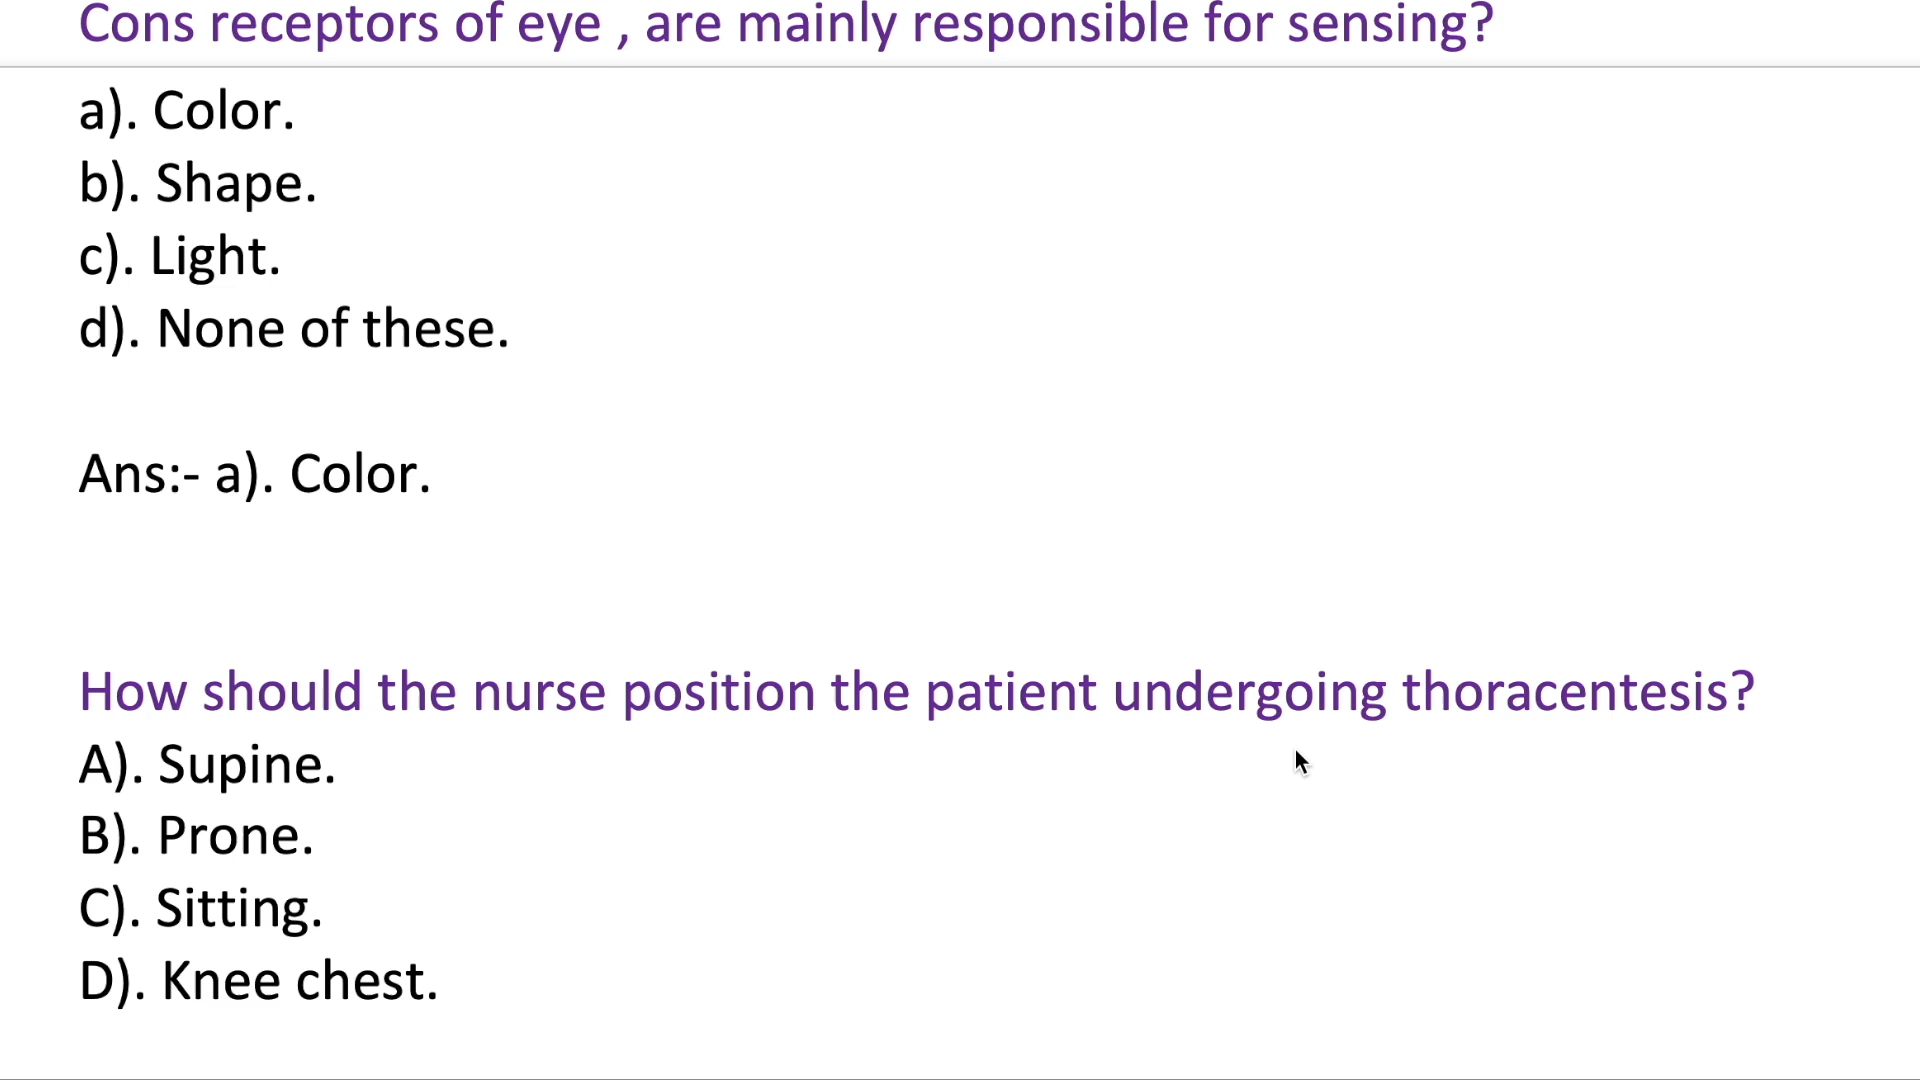 Cons receptors of eye , are mainly responsible for sensing?
a). Color.
b). Shape.
c). Light.
d). None of these.
Ans:- a). Color.
How should the nurse position the patient undergoing thoracentesis?
A). Supine.
B). Prone.
C). Sitting.
D). Knee chest.